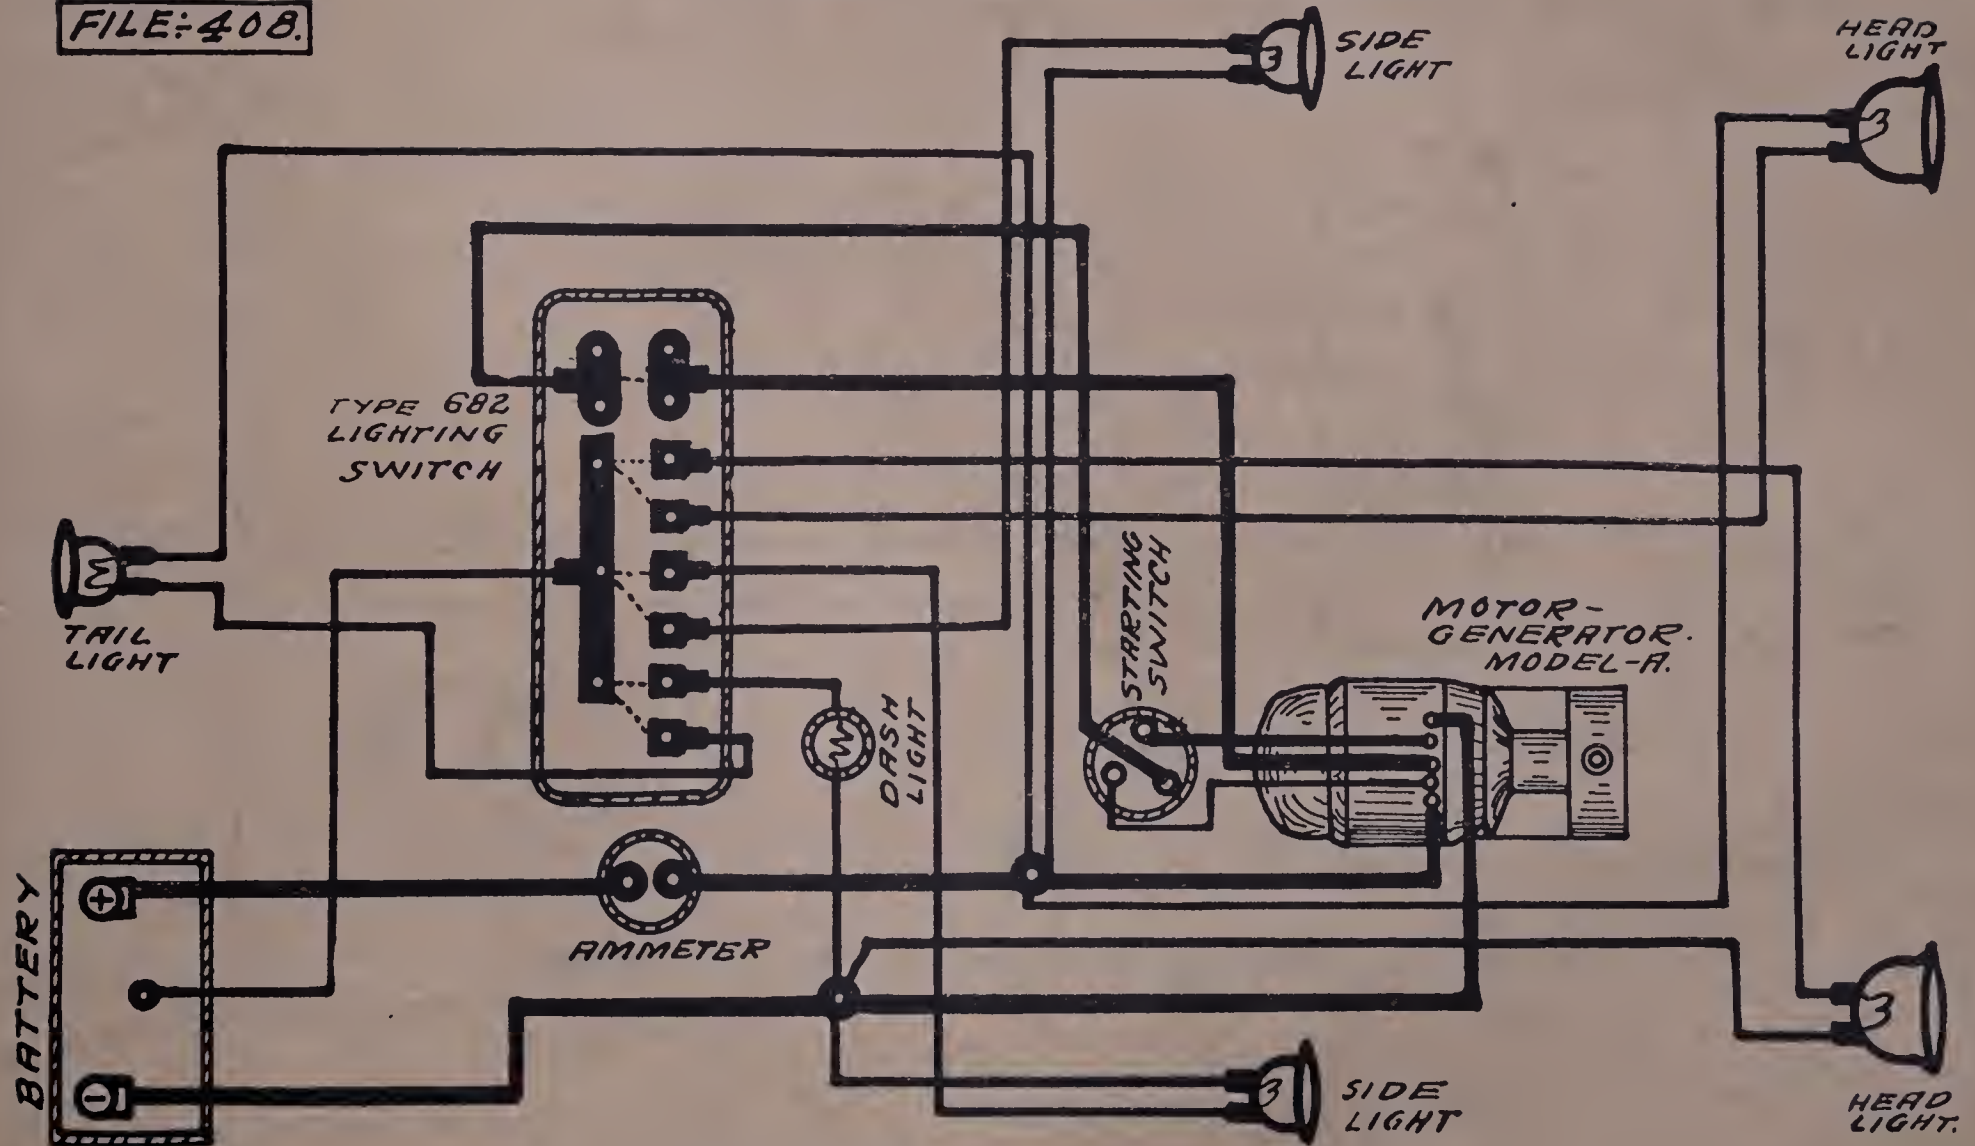 FILE÷408.
SIDE
LIGHT
HEAD
LIGHT
TYPE 682
LIGHTING
SWITCH
TAIL
LIGHT
STARTING
SWITCH
MOTOR-
GENERATOR.
MODEL-A.
DASH
LIGHT
BATTERY
+
AMMETER
-
SIDE
LIGHT
HEAD
LIGHT.